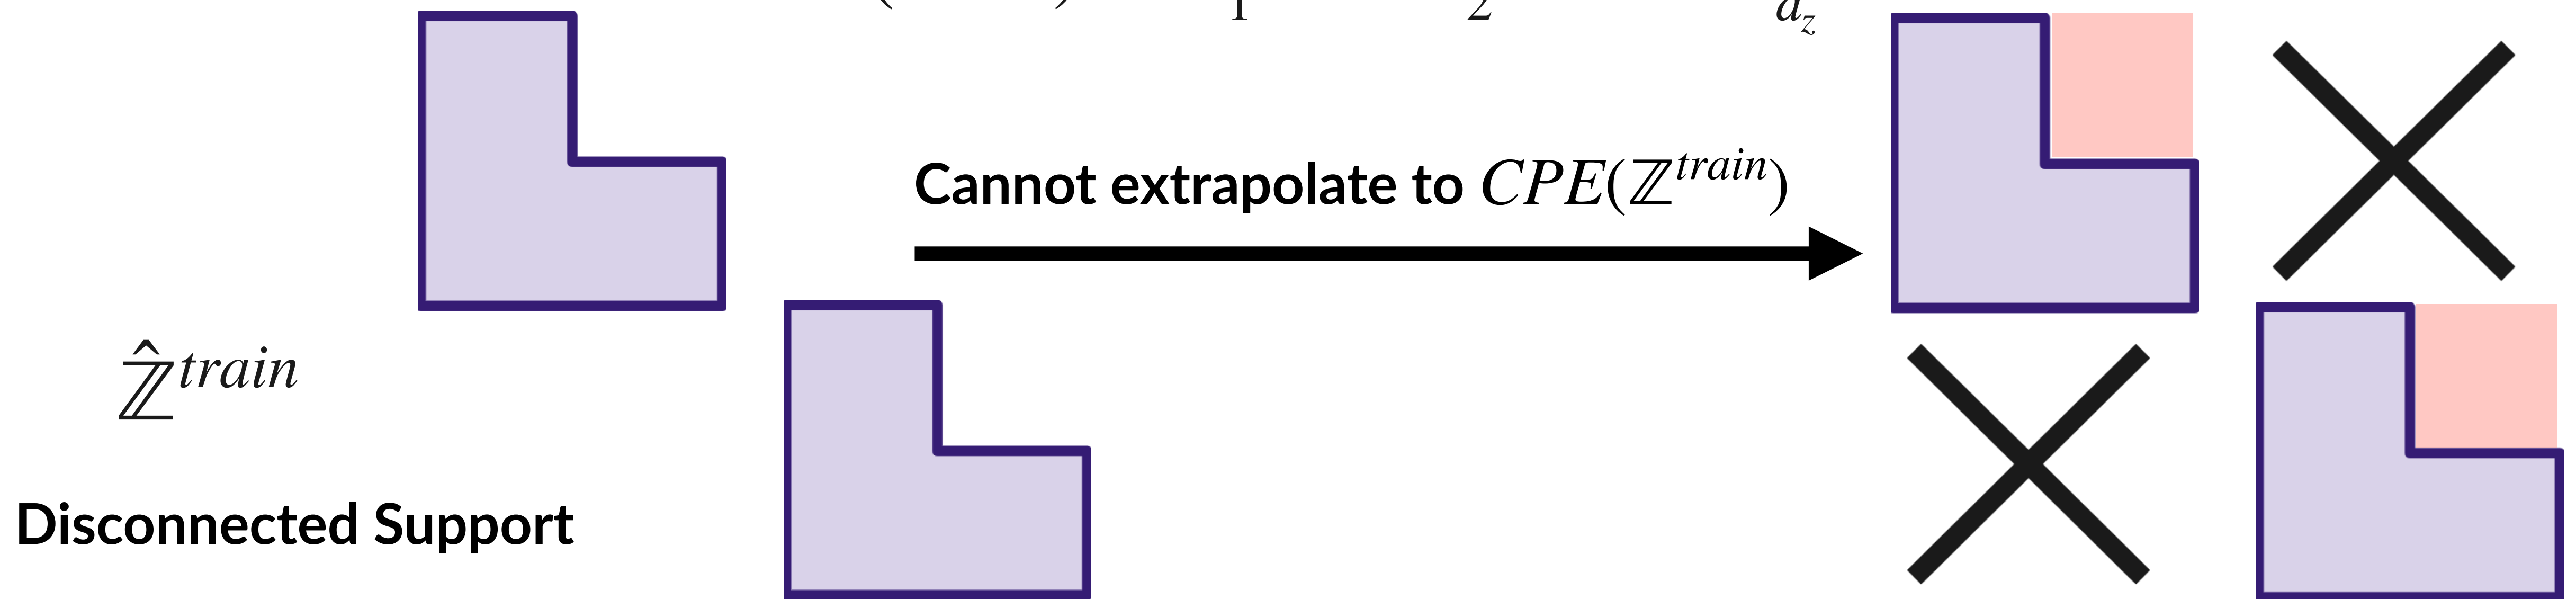 Cannot extrapolate to CPE(ℤ^train)
ℤ̂^train
Disconnected Support